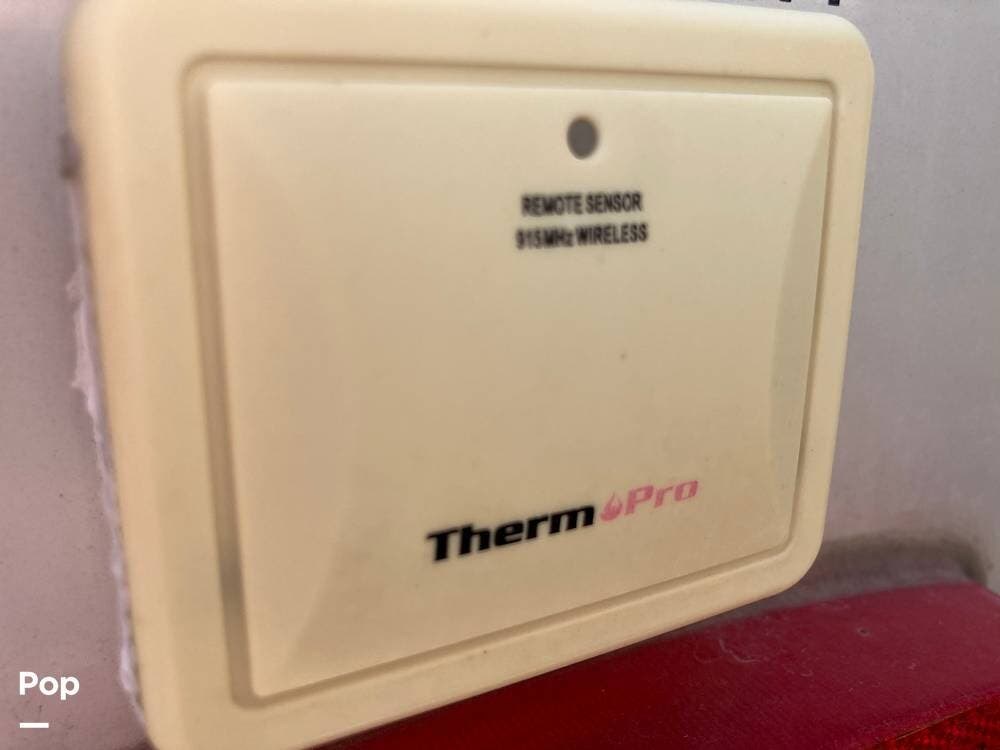 REMOTE SENSOR
915MHz WIRELESS
ThermoPro
Pop